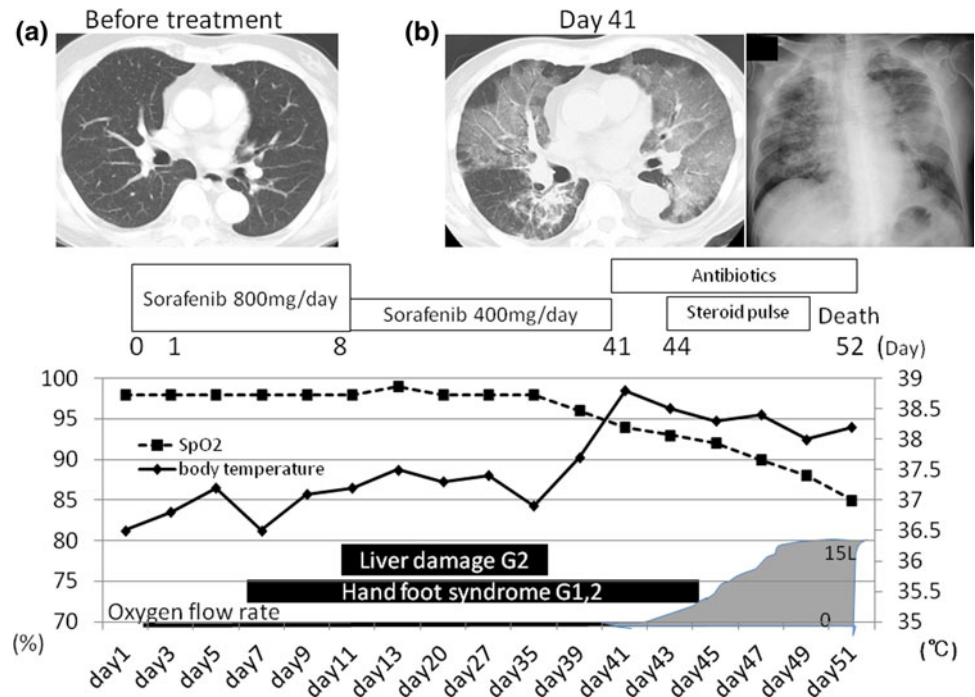 (a) Before treatment
(b) Day 41
Antibiotics
Sorafenib 800mg/day
Sorafenib 400mg/day
Steroid pulse Death
0 1 8 41 44 52 (Day)
100 39
95 38.5
90 38
85 37.5
80 37
75 36.5
70 36
35.5
35
SpO2
body temperature
Liver damage G2
Hand foot syndrome G1,2
Oxygen flow rate
15L
0
(%) (℃)
day1 day3 day5 day7 day9 day11 day13 day20 day27 day35 day39 day41 day43 day45 day47 day49 day51